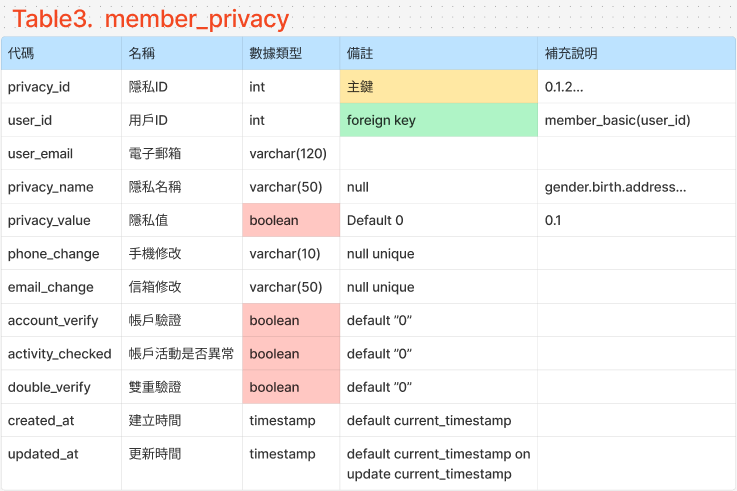 Table3. member_privacy
代碼 名稱 數據類型 備註 補充說明
privacy_id 隱私ID int 主鍵 0.1.2...
user_id 用戶ID int foreign key member_basic(user_id)
user_email 電子郵箱 varchar(120)
privacy_name 隱私名稱 varchar(50) null gender.birth.address...
privacy_value 隱私值 boolean Default 0 0.1
phone_change 手機修改 varchar(10) null unique
email_change 信箱修改 varchar(50) null unique
account_verify 帳戶驗證 boolean default ”0”
activity_checked 帳戶活動是否異常 boolean default ”0”
double_verify 雙重驗證 boolean default ”0”
created_at 建立時間 timestamp default current_timestamp
updated_at 更新時間 timestamp default current_timestamp on
update current_timestamp